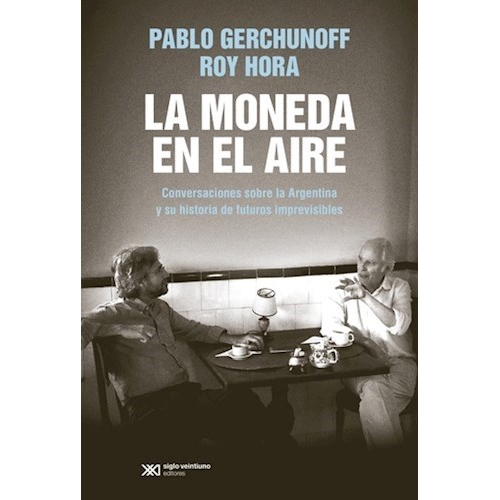 PABLO GERCHUNOFF
ROY HORA
LA MONEDA
EN EL AIRE
Conversaciones sobre la Argentina
y su historia de futuros imprevisibles
siglo veintiuno
editores